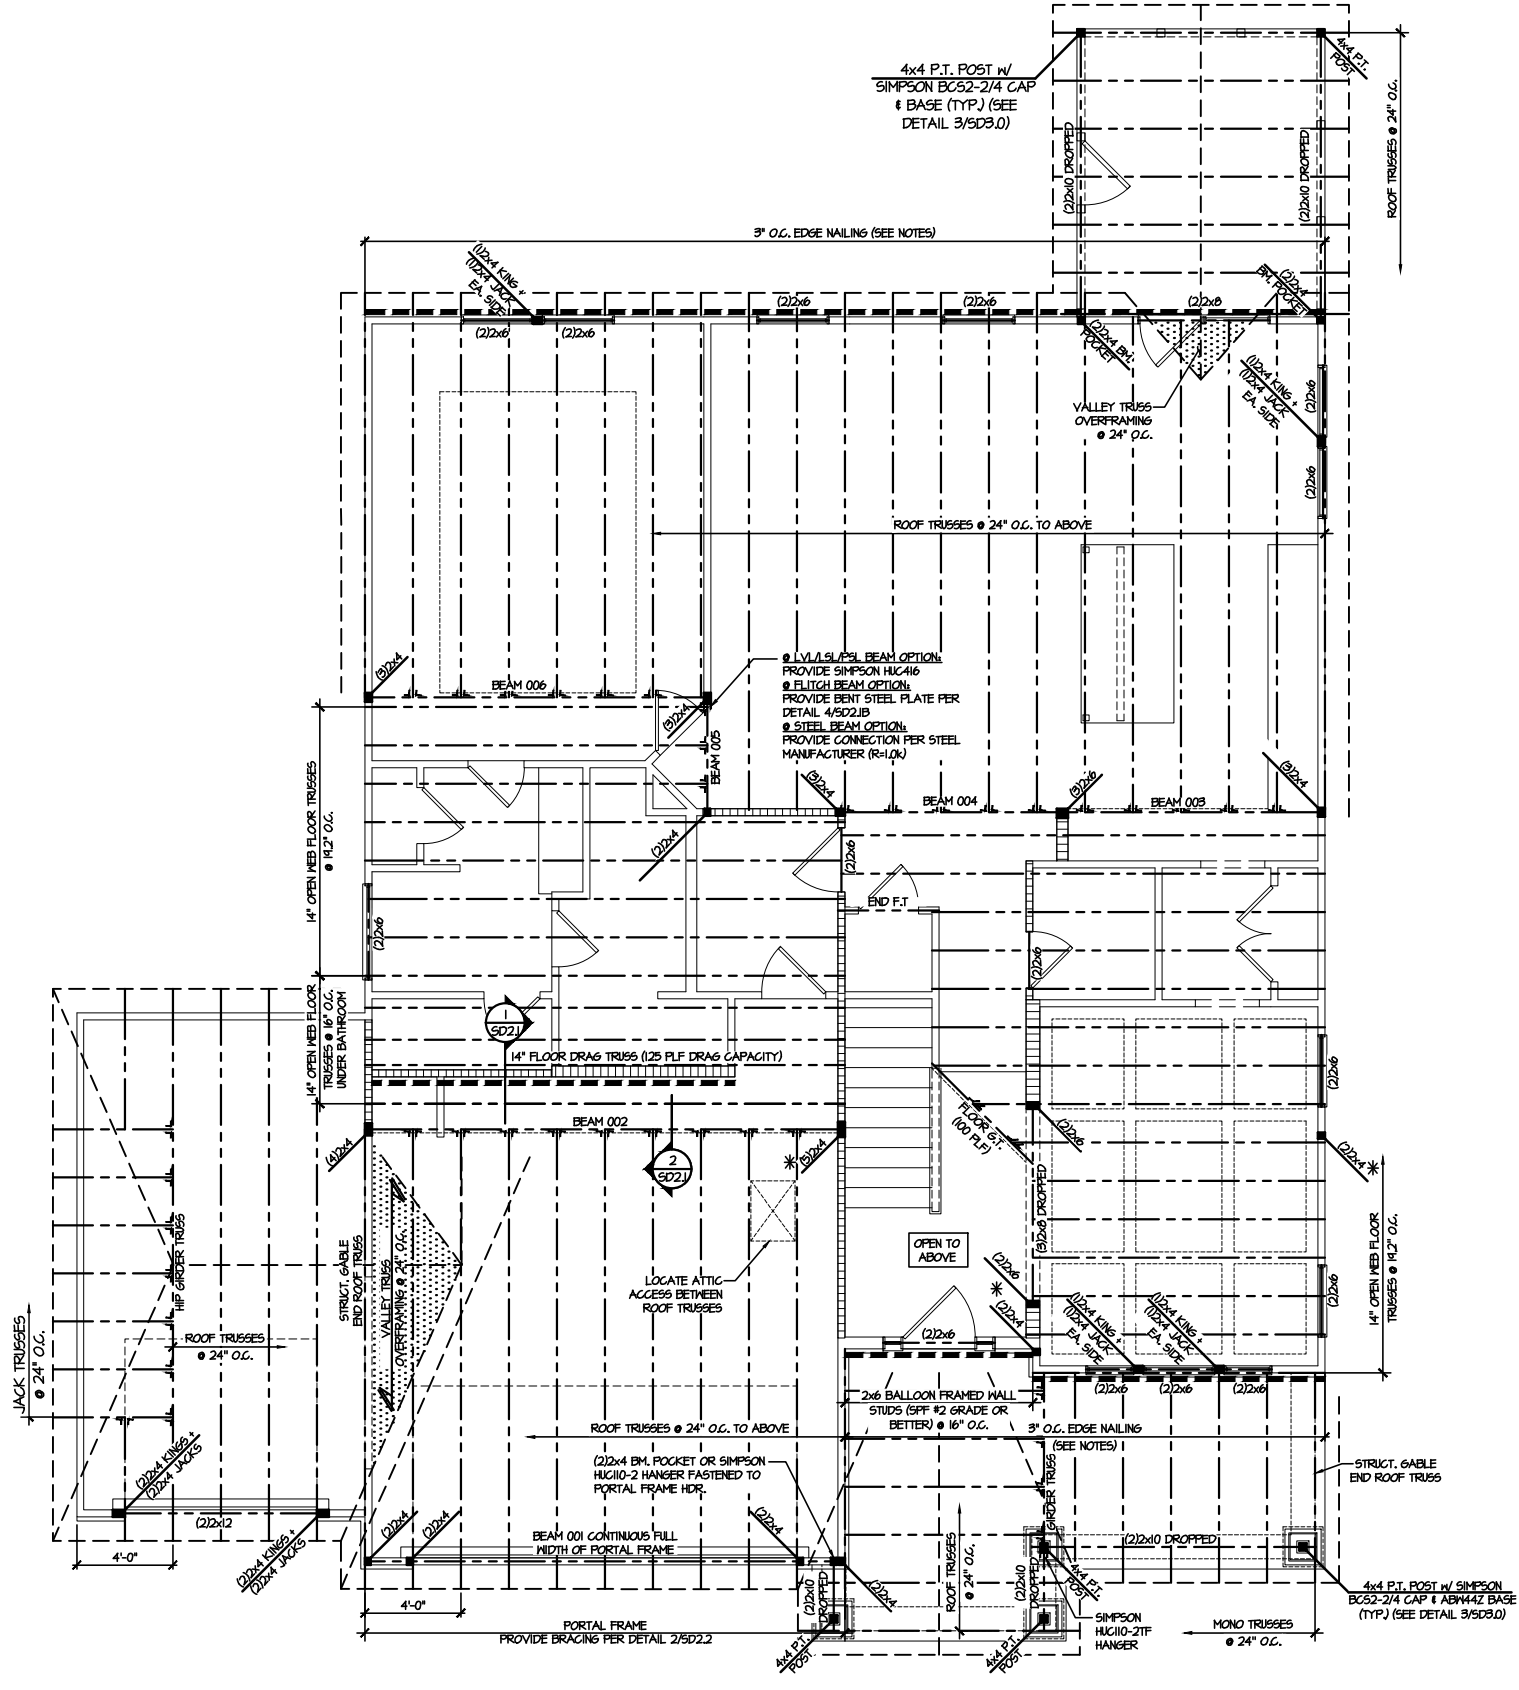 4x4 P.T. POST W/
SIMPSON BCS2-2/4 CAP
& BASE (TYP.) (SEE
DETAIL 3/SD3.0)
4x4 P.T.
POST
ROOF TRUSSES @ 24" O.C.
(2)2x10 DROPPED
(2)2x10 DROPPED
3" O.C. EDGE NAILING (SEE NOTES)
(1)2x4 KING +
(1)2x4 JACK
EA. SIDE
(2)2x6
(2)2x6
(2)2x6
(2)2x6
(2)2x8
(2)2x4
BM. POCKET
(2)2x4 BM.
POCKET
(1)2x4 KING +
(1)2x4 JACK
EA. SIDE
(2)2x6
(2)2x6
VALLEY TRUSS
OVERFRAMING
@ 24" O.C.
ROOF TRUSSES @ 24" O.C. TO ABOVE
(3)2x4
BEAM 006
@ LVL/LSL/PSL BEAM OPTION:
PROVIDE SIMPSON HUC416
@ FLITCH BEAM OPTION:
PROVIDE BENT STEEL PLATE PER
DETAIL 4/SD2.1B
@ STEEL BEAM OPTION:
PROVIDE CONNECTION PER STEEL
MANUFACTURER (R=1.0k)
(3)2x4
BEAM 005
(3)2x4
BEAM 004
(3)2x6
BEAM 003
(3)2x4
14" OPEN WEB FLOOR TRUSSES
@ 19.2" O.C.
(2)2x4
(2)2x6
END F.T
(2)2x6
(2)2x6
14" OPEN WEB FLOOR
TRUSSES @ 16" O.C.
UNDER BATHROOM
1
SD2.1
14" FLOOR DRAG TRUSS (125 PLF DRAG CAPACITY)
(2)2x6
BEAM 002
FLOOR G.T.
(100 PLF)
(2)2x6
(4)2x4
2
SD2.1
(5)2x4
(2)2x4
HIP GIRDER TRUSS
STRUCT. GABLE
END ROOF TRUSS
VALLEY TRUSS
OVERFRAMING @ 24" O.C.
(3)2x8 DROPPED
14" OPEN WEB FLOOR
TRUSSES @ 19.2" O.C.
OPEN TO
ABOVE
LOCATE ATTIC
ACCESS BETWEEN
ROOF TRUSSES
(2)2x6
(2)2x4
(2)2x6
(1)2x4 KING +
(1)2x4 JACK
EA. SIDE
(1)2x4 KING +
(1)2x4 JACK
EA. SIDE
JACK TRUSSES
@ 24" O.C.
ROOF TRUSSES
@ 24" O.C.
(2)2x6
(2)2x6
(2)2x6
(2)2x6
2x6 BALLOON FRAMED WALL
STUDS (SPF #2 GRADE OR
BETTER) @ 16" O.C.
ROOF TRUSSES @ 24" O.C. TO ABOVE
3" O.C. EDGE NAILING
(SEE NOTES)
(2)2x4 KINGS +
(2)2x4 JACKS
(2)2x4 BM. POCKET OR SIMPSON
HUC110-2 HANGER FASTENED TO
PORTAL FRAME HDR.
GIRDER TRUSS
STRUCT. GABLE
END ROOF TRUSS
(2)2x12
(2)2x4
(2)2x4
(2)2x4
BEAM 001 CONTINUOUS FULL
WIDTH OF PORTAL FRAME
(2)2x10 DROPPED
4'-0"
(2)2x4 KINGS +
(2)2x4 JACKS
ROOF TRUSSES
@ 24" O.C.
(2)2x10
DROPPED
4x4 P.T.
POST
(2)2x10
DROPPED
(2)2x4
4x4 P.T. POST W/ SIMPSON
BCS2-2/4 CAP & ABW44Z BASE
(TYP.) (SEE DETAIL 3/SD3.0)
4'-0"
PORTAL FRAME
PROVIDE BRACING PER DETAIL 2/SD2.2
SIMPSON
HUC110-2TF
HANGER
MONO TRUSSES
@ 24" O.C.
4x4 P.T.
POST
4x4 P.T.
POST